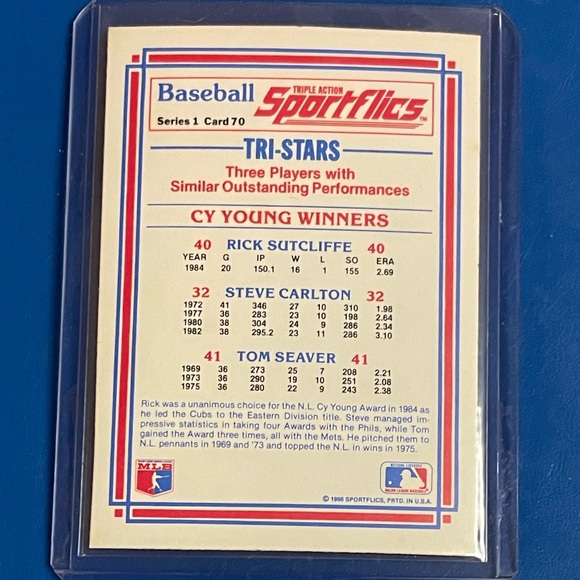 Baseball
TRIPLE ACTION
Sportflics™
Series 1 Card 70
TRI-STARS
Three Players with
Similar Outstanding Performances
CY YOUNG WINNERS
40 RICK SUTCLIFFE 40
YEAR G IP W L SO ERA
1984 20 150.1 16 1 155 2.69
32 STEVE CARLTON 32
1972 41 346 27 10 310 1.98
1977 36 283 23 10 198 2.64
1980 38 304 24 9 286 2.34
1982 38 295.2 23 11 286 3.10
41 TOM SEAVER 41
1969 36 273 25 7 208 2.21
1973 36 290 19 10 251 2.08
1975 36 280 22 9 243 2.38
Rick was a unanimous choice for the N.L. Cy Young Award in 1984 as
he led the Cubs to the Eastern Division title. Steve managed im-
pressive statistics in taking four Awards with the Phils, while Tom
gained the Award three times, all with the Mets. He pitched them to
N.L. pennants in 1969 and '73 and topped the N.L. in wins in 1975.
MLB
MAJOR LEAGUE BASEBALL
© 1986 SPORTFLICS, PRTD. IN U.S.A.